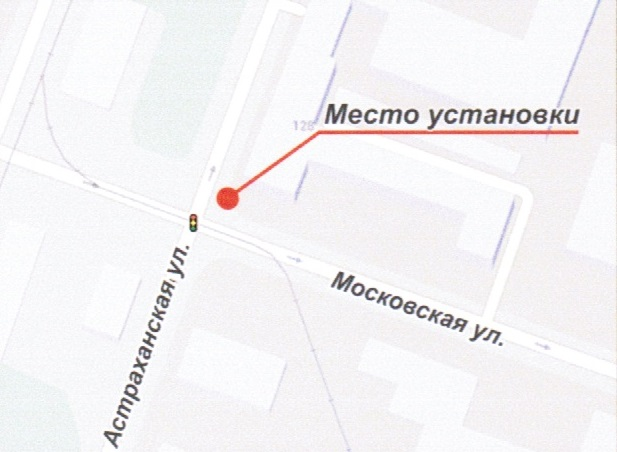 Место установки
128
Астраханская ул.
Московская ул.